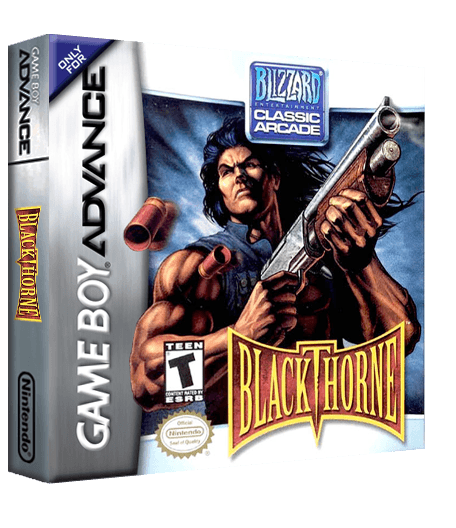 GAME BOY
ADVANCE
BLACKTHORNE
Nintendo
ONLY
FOR
GAME BOY ADVANCE
BLIZZARD
ENTERTAINMENT
CLASSIC
ARCADE
TEEN
T
CONTENT RATED BY
ESRB
Official
Nintendo
Seal of Quality
BLACKTHORNE